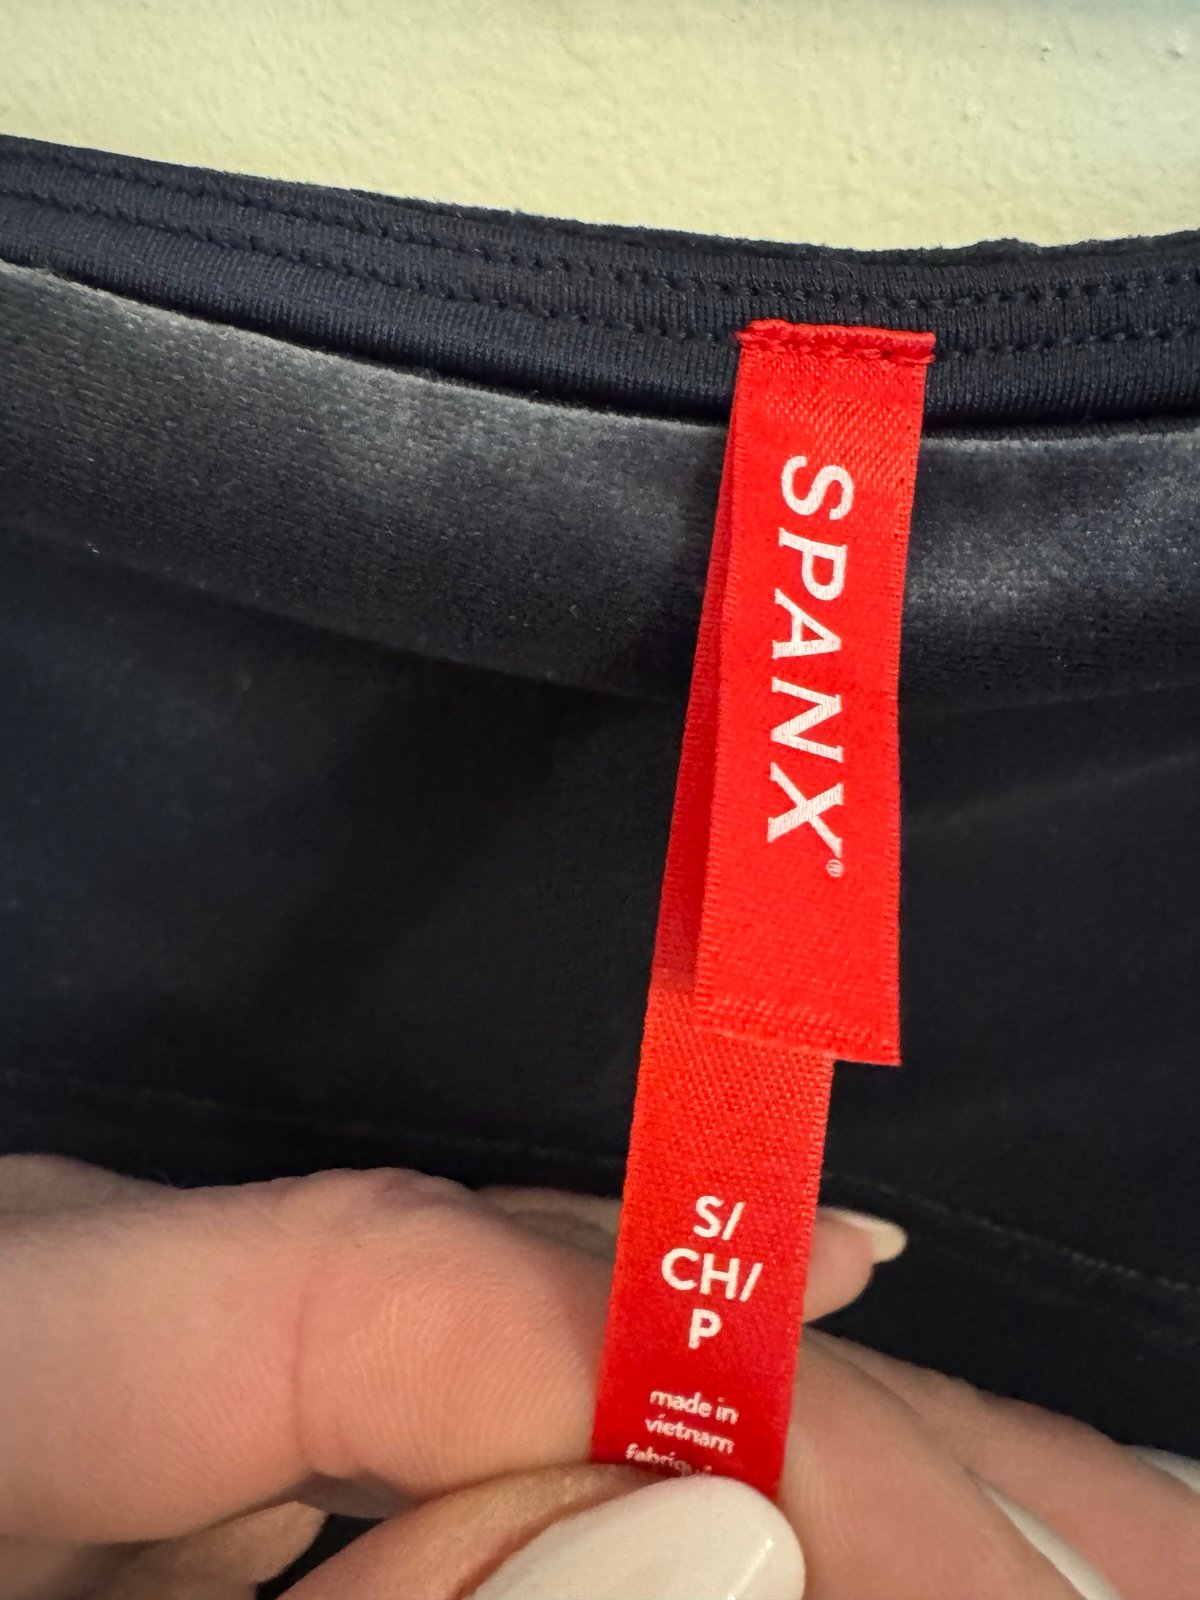 SPANX®
S/
CH/
P
made in
vietnam